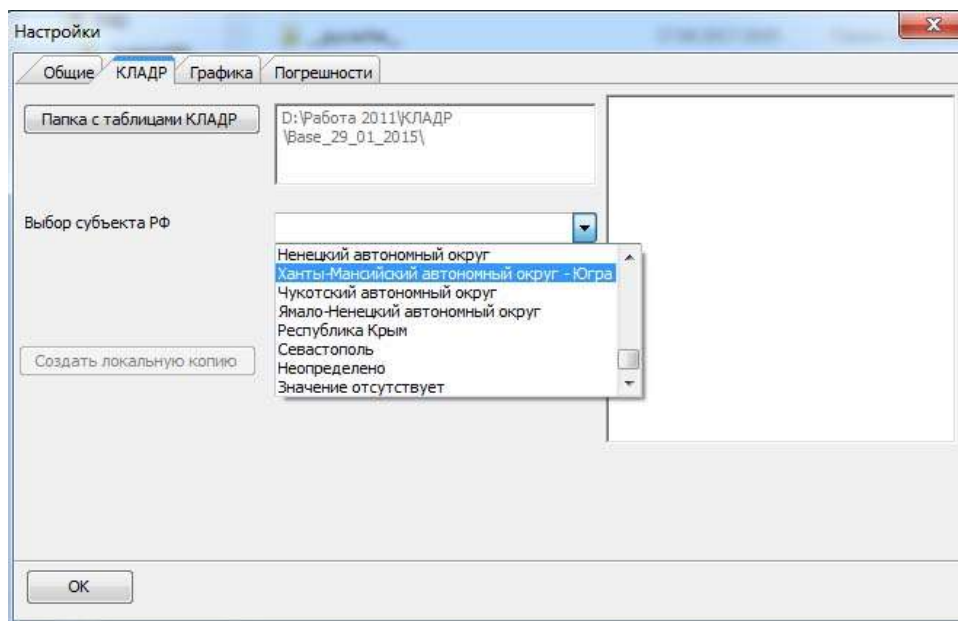 Настройки
Общие КЛАДР Графика Погрешности
Папка с таблицами КЛАДР
D:\Работа 2011\КЛАДР
\Base_29_01_2015\
Выбор субъекта РФ
Ненецкий автономный округ
Ханты-Мансийский автономный округ - Югра
Чукотский автономный округ
Ямало-Ненецкий автономный округ
Республика Крым
Севастополь
Неопределено
Значение отсутствует
Создать локальную копию
OK